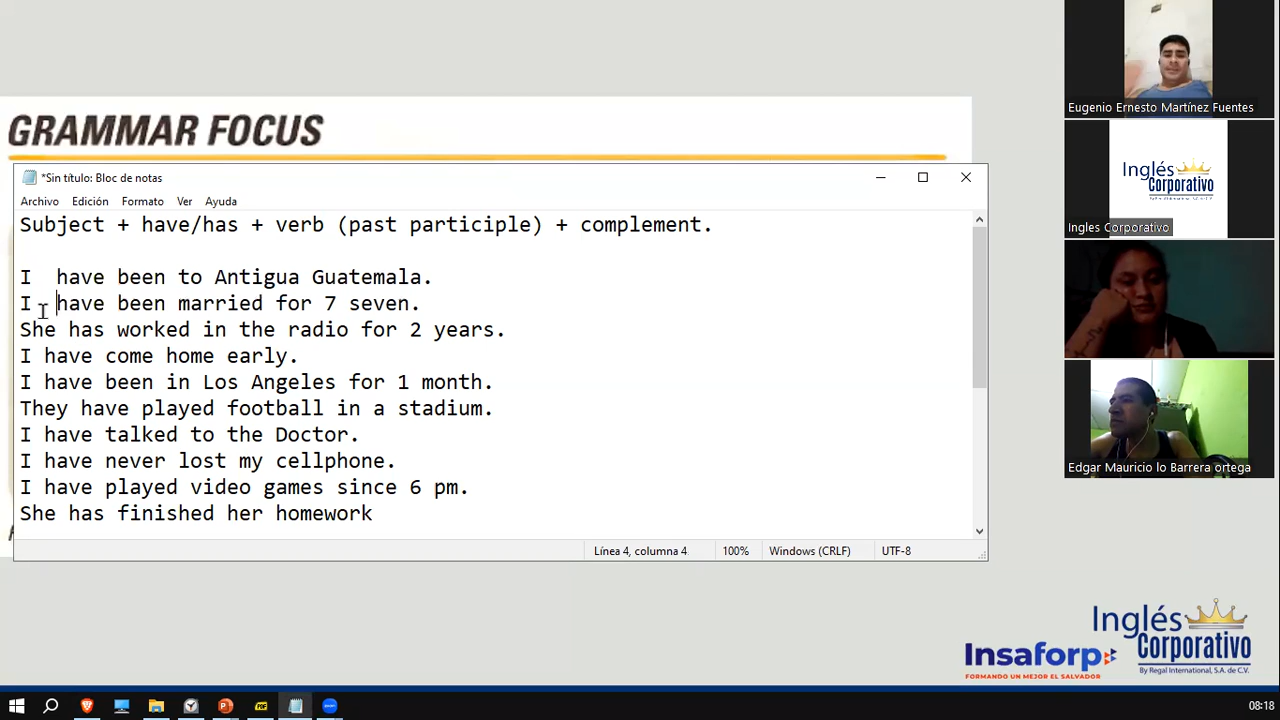 GRAMMAR FOCUS
*Sin título: Bloc de notas
Archivo Edición Formato Ver Ayuda
Subject + have/has + verb (past participle) + complement.
I  have been to Antigua Guatemala.
I  have been married for 7 seven.
She has worked in the radio for 2 years.
I have come home early.
I have been in Los Angeles for 1 month.
They have played football in a stadium.
I have talked to the Doctor.
I have never lost my cellphone.
I have played video games since 6 pm.
She has finished her homework
Línea 4, columna 4 100% Windows (CRLF) UTF-8
Eugenio Ernesto Martínez Fuentes
Inglés
Corporativo
Ingles Corporativo
Edgar Mauricio lo Barrera ortega
Insaforp
FORMANDO UN MEJOR EL SALVADOR
Inglés
Corporativo
By Regal International, S.A. de C.V.
08:18